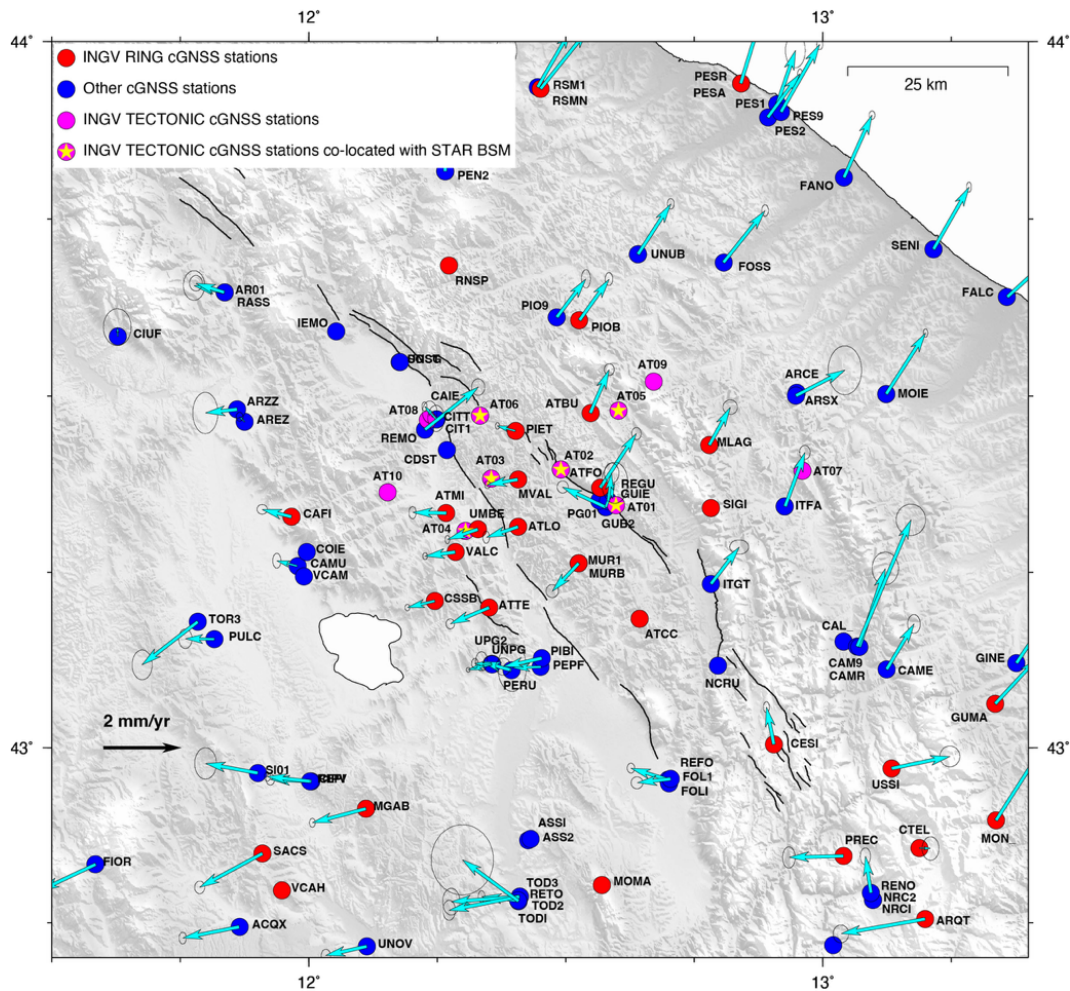 12°
13°
44°
44°
INGV RING cGNSS stations
Other cGNSS stations
INGV TECTONIC cGNSS stations
INGV TECTONIC cGNSS stations co-located with STAR BSM
25 km
RSM1
RSMN
PESR
PESA
PES1
PES9
PES2
PEN2
FANO
SENI
UNUB
FOSS
RNSP
FALC
AR01
RASS
PIO9
PIOB
IEMO
CIUF
AT09
ARCE
ARSX
MOIE
CAIE
ARZZ
AREZ
AT08
AT06
ATBU
AT05
CITT
CIT1
REMO
PIET
MLAG
CDST
AT03
AT02
ATFO
AT07
AT10
MVAL
REGU
GUIE
ATMI
UMBE
PG01
AT01
SIGI
ITFA
CAFI
AT04
ATLO
GUB2
COIE
VALC
CAMU
VCAM
MUR1
MURB
ITGT
CSSB
ATTE
TOR3
ATCC
PULC
UPG2
UNPG
PIBI
PEPF
PERU
CAL
CAM9
CAMR
CAME
GINE
NCRU
GUMA
2 mm/yr
43°
43°
CESI
SI01
REFO
FOL1
FOLI
USSI
MGAB
MON
ASSI
ASS2
CTEL
PREC
SACS
FIOR
VCAH
TOD3
RETO
TOD2
TODI
MOMA
RENO
NRC2
NRCI
ACQX
ARQT
UNOV
12°
13°